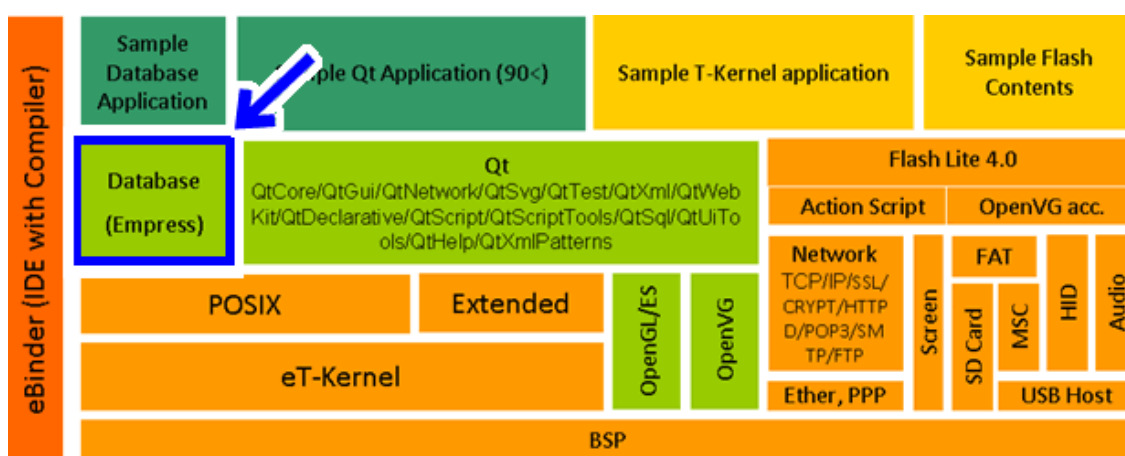 eBinder (IDE with Compiler)
Sample
Database
Application
Sample Qt Application (90<)
Sample T-Kernel application
Sample Flash
Contents
Database
(Empress)
Qt
QtCore/QtGui/QtNetwork/QtSvg/QtTest/QtXml/QtWeb
Kit/QtDeclarative/QtScript/QtScriptTools/QtSql/QtUiTo
ols/QtHelp/QtXmlPatterns
Flash Lite 4.0
Action Script
OpenVG acc.
POSIX
Extended
eT-Kernel
OpenGL/ES
OpenVG
Network
TCP/IP/SSL/
CRYPT/HTTP
D/POP3/SM
TP/FTP
Ether, PPP
Screen
FAT
SD Card
MSC
HID
Audio
USB Host
BSP